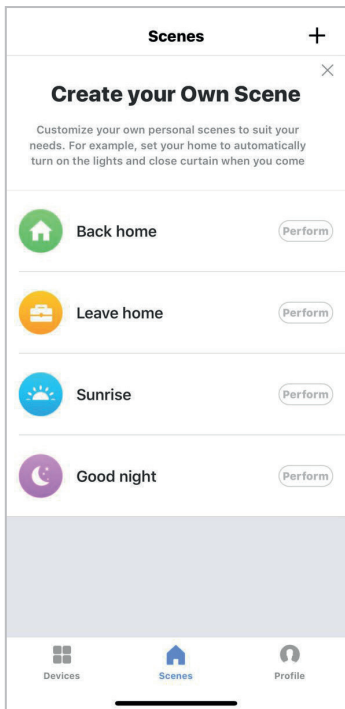 Scenes
Create your Own Scene
Customize your own personal scenes to suit your
needs. For example, set your home to automatically
turn on the lights and close curtain when you come
Back home
Perform
Leave home
Perform
Sunrise
Perform
Good night
Perform
Devices
Scenes
Profile